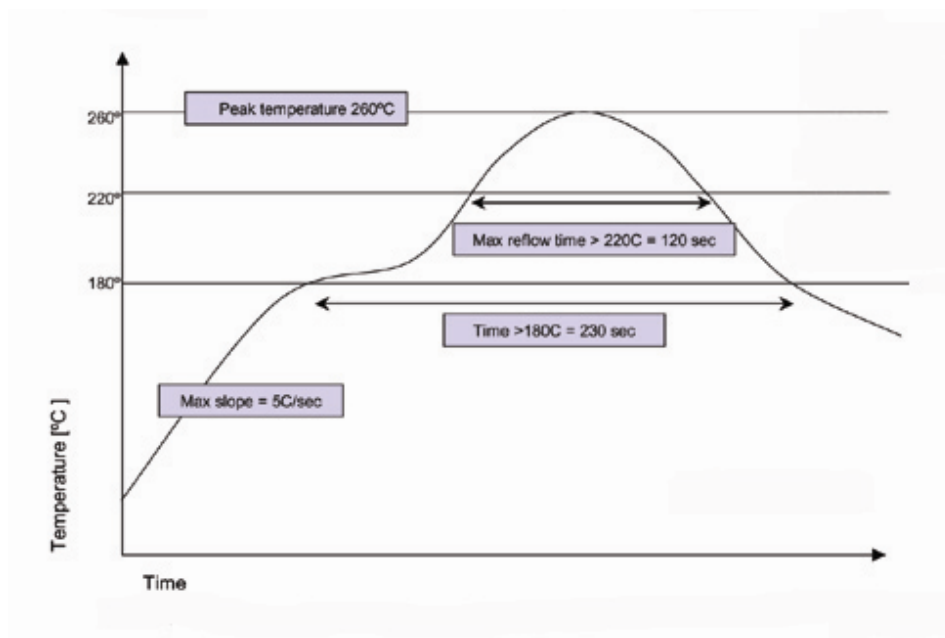 Peak temperature 260ºC
260º
220º
Max reflow time > 220C = 120 sec
180º
Time >180C = 230 sec
Max slope = 5C/sec
Temperature [ºC ]
Time